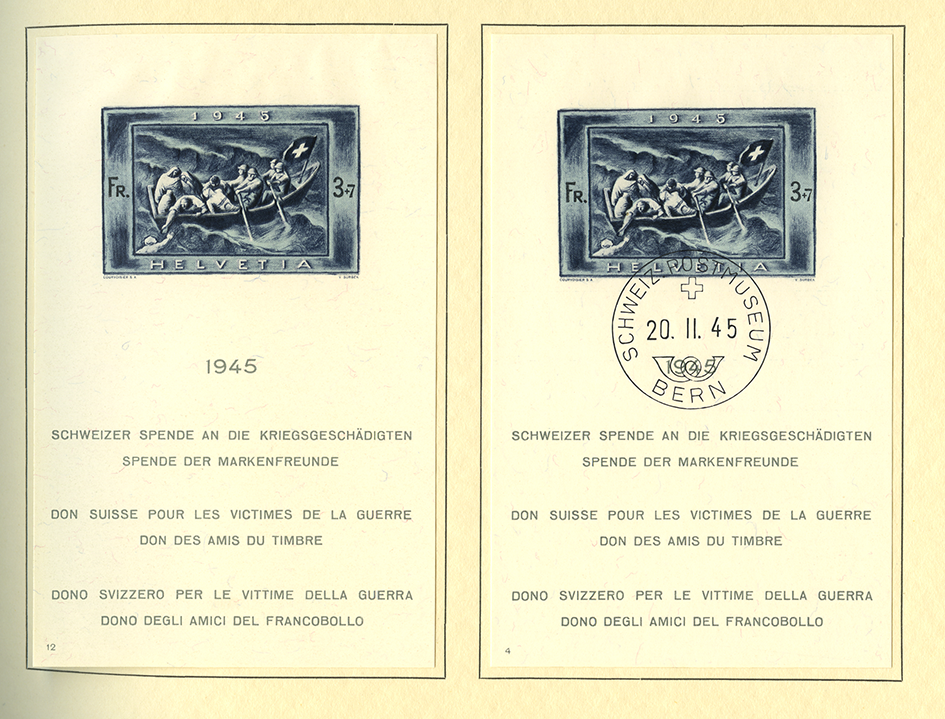 1945
FR. 3+7
HELVETIA
COURVOISIER S.A.
1945
SCHWEIZER SPENDE AN DIE KRIEGSGESCHÄDIGTEN
SPENDE DER MARKENFREUNDE
DON SUISSE POUR LES VICTIMES DE LA GUERRE
DON DES AMIS DU TIMBRE
DONO SVIZZERO PER LE VITTIME DELLA GUERRA
DONO DEGLI AMICI DEL FRANCOBOLLO
12
1945
FR. 3+7
HELVETIA
COURVOISIER S.A.
SCHWEIZ. POSTMUSEUM
20. II. 45
1945
BERN
SCHWEIZER SPENDE AN DIE KRIEGSGESCHÄDIGTEN
SPENDE DER MARKENFREUNDE
DON SUISSE POUR LES VICTIMES DE LA GUERRE
DON DES AMIS DU TIMBRE
DONO SVIZZERO PER LE VITTIME DELLA GUERRA
DONO DEGLI AMICI DEL FRANCOBOLLO
4